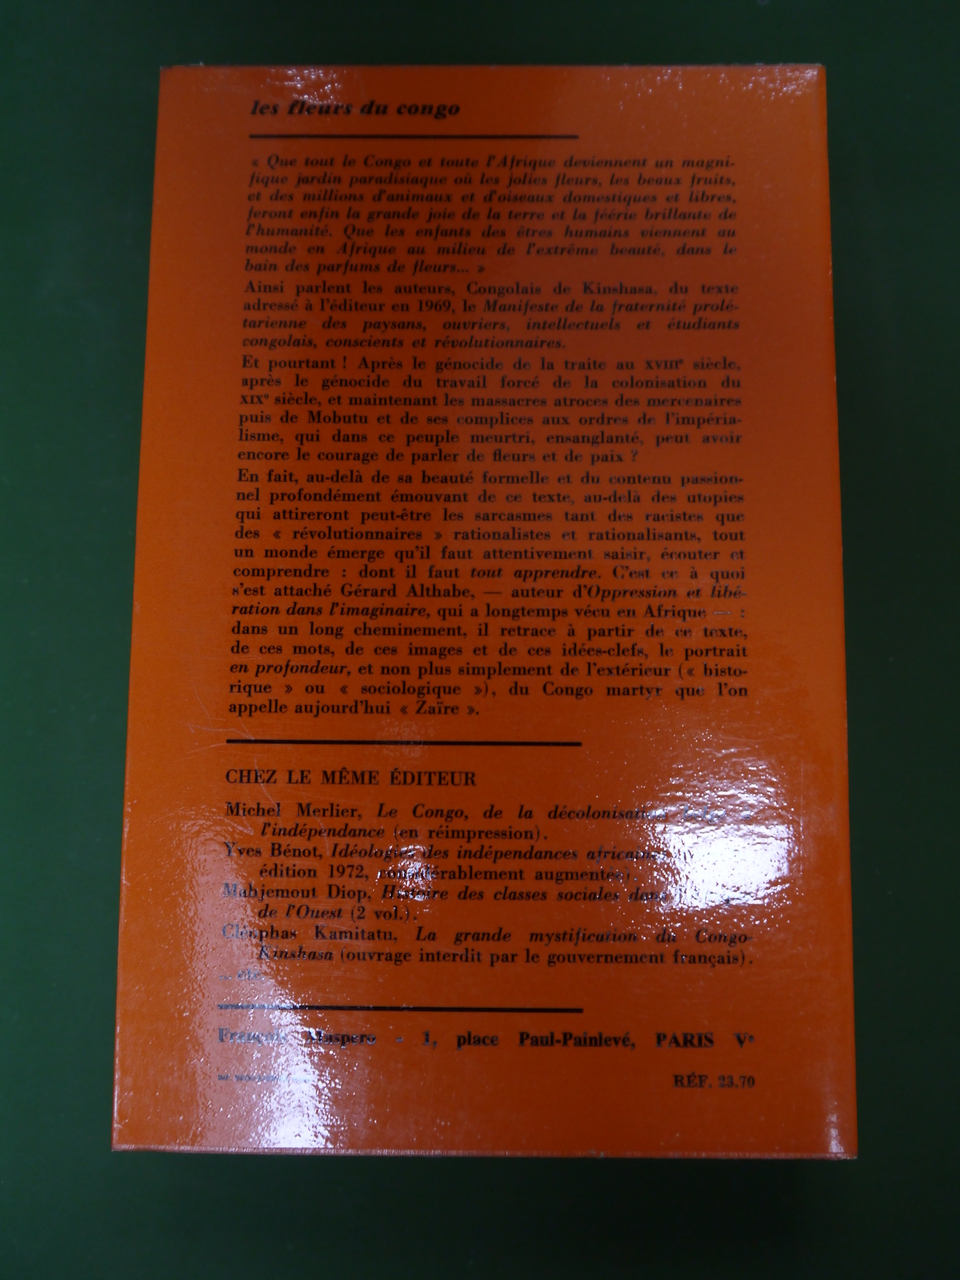 les fleurs du congo
« Que tout le Congo et toute l'Afrique deviennent un magni-
fique jardin paradisiaque où les jolies fleurs, les beaux fruits,
et des millions d'animaux et d'oiseaux domestiques et libres,
feront enfin la grande joie de la terre et la féérie brillante de
l'humanité. Que les enfants des êtres humains viennent au
monde en Afrique au milieu de l'extrême beauté, dans le
bain des parfums de fleurs... »
Ainsi parlent les auteurs, Congolais de Kinshasa, du texte
adressé à l'éditeur en 1969, le Manifeste de la fraternité prolé-
tarienne des paysans, ouvriers, intellectuels et étudiants
congolais, conscients et révolutionnaires.
Et pourtant ! Après le génocide de la traite au XVIIIe siècle,
après le génocide du travail forcé de la colonisation du
XIXe siècle, et maintenant les massacres atroces des mercenaires
puis de Mobutu et de ses complices aux ordres de l'impéria-
lisme, qui dans ce peuple meurtri, ensanglanté, peut avoir
encore le courage de parler de fleurs et de paix ?
En fait, au-delà de sa beauté formelle et du contenu passion-
nel profondément émouvant de ce texte, au-delà des utopies
qui attireront peut-être les sarcasmes tant des racistes que
des « révolutionnaires » rationalistes et rationalisants, tout
un monde émerge qu'il faut attentivement saisir, écouter et
comprendre : dont il faut tout apprendre. C'est ce à quoi
s'est attaché Gérard Althabe, — auteur d'Oppression et libé-
ration dans l'imaginaire, qui a longtemps vécu en Afrique — :
dans un long cheminement, il retrace à partir de ce texte,
de ces mots, de ces images et de ces idées-clefs, le portrait
en profondeur, et non plus simplement de l'extérieur (« histo-
rique » ou « sociologique »), du Congo martyr que l'on
appelle aujourd'hui « Zaïre ».
CHEZ LE MÊME ÉDITEUR
Michel Merlier, Le Congo, de la décolonisation
l'indépendance (en réimpression).
Yves Bénot, Idéologies des indépendances africaines
édition 1972, considérablement augmentée).
Mahjemout Diop, Histoire des classes sociales dans
de l'Ouest (2 vol.).
Cléophas Kamitatu, La grande mystification du Congo-
Kinshasa (ouvrage interdit par le gouvernement français).
... etc.
François Maspero - 1, place Paul-Painlevé, PARIS Ve
RÉF. 23.70